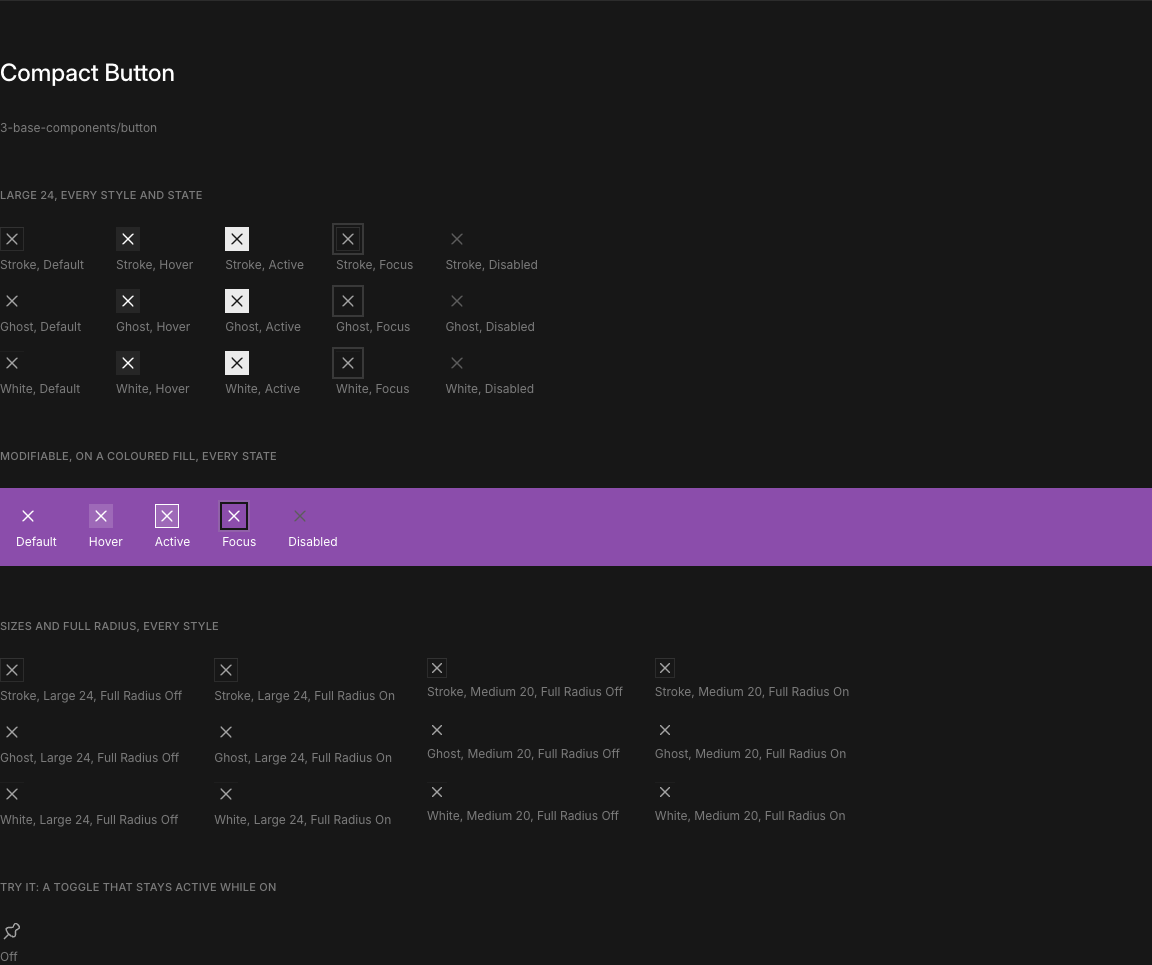 Compact Button
3-base-components/button
LARGE 24, EVERY STYLE AND STATE
Stroke, Default
Stroke, Hover
Stroke, Active
Stroke, Focus
Stroke, Disabled
Ghost, Default
Ghost, Hover
Ghost, Active
Ghost, Focus
Ghost, Disabled
White, Default
White, Hover
White, Active
White, Focus
White, Disabled
MODIFIABLE, ON A COLOURED FILL, EVERY STATE
Default
Hover
Active
Focus
Disabled
SIZES AND FULL RADIUS, EVERY STYLE
Stroke, Large 24, Full Radius Off
Stroke, Large 24, Full Radius On
Stroke, Medium 20, Full Radius Off
Stroke, Medium 20, Full Radius On
Ghost, Large 24, Full Radius Off
Ghost, Large 24, Full Radius On
Ghost, Medium 20, Full Radius Off
Ghost, Medium 20, Full Radius On
White, Large 24, Full Radius Off
White, Large 24, Full Radius On
White, Medium 20, Full Radius Off
White, Medium 20, Full Radius On
TRY IT: A TOGGLE THAT STAYS ACTIVE WHILE ON
Off